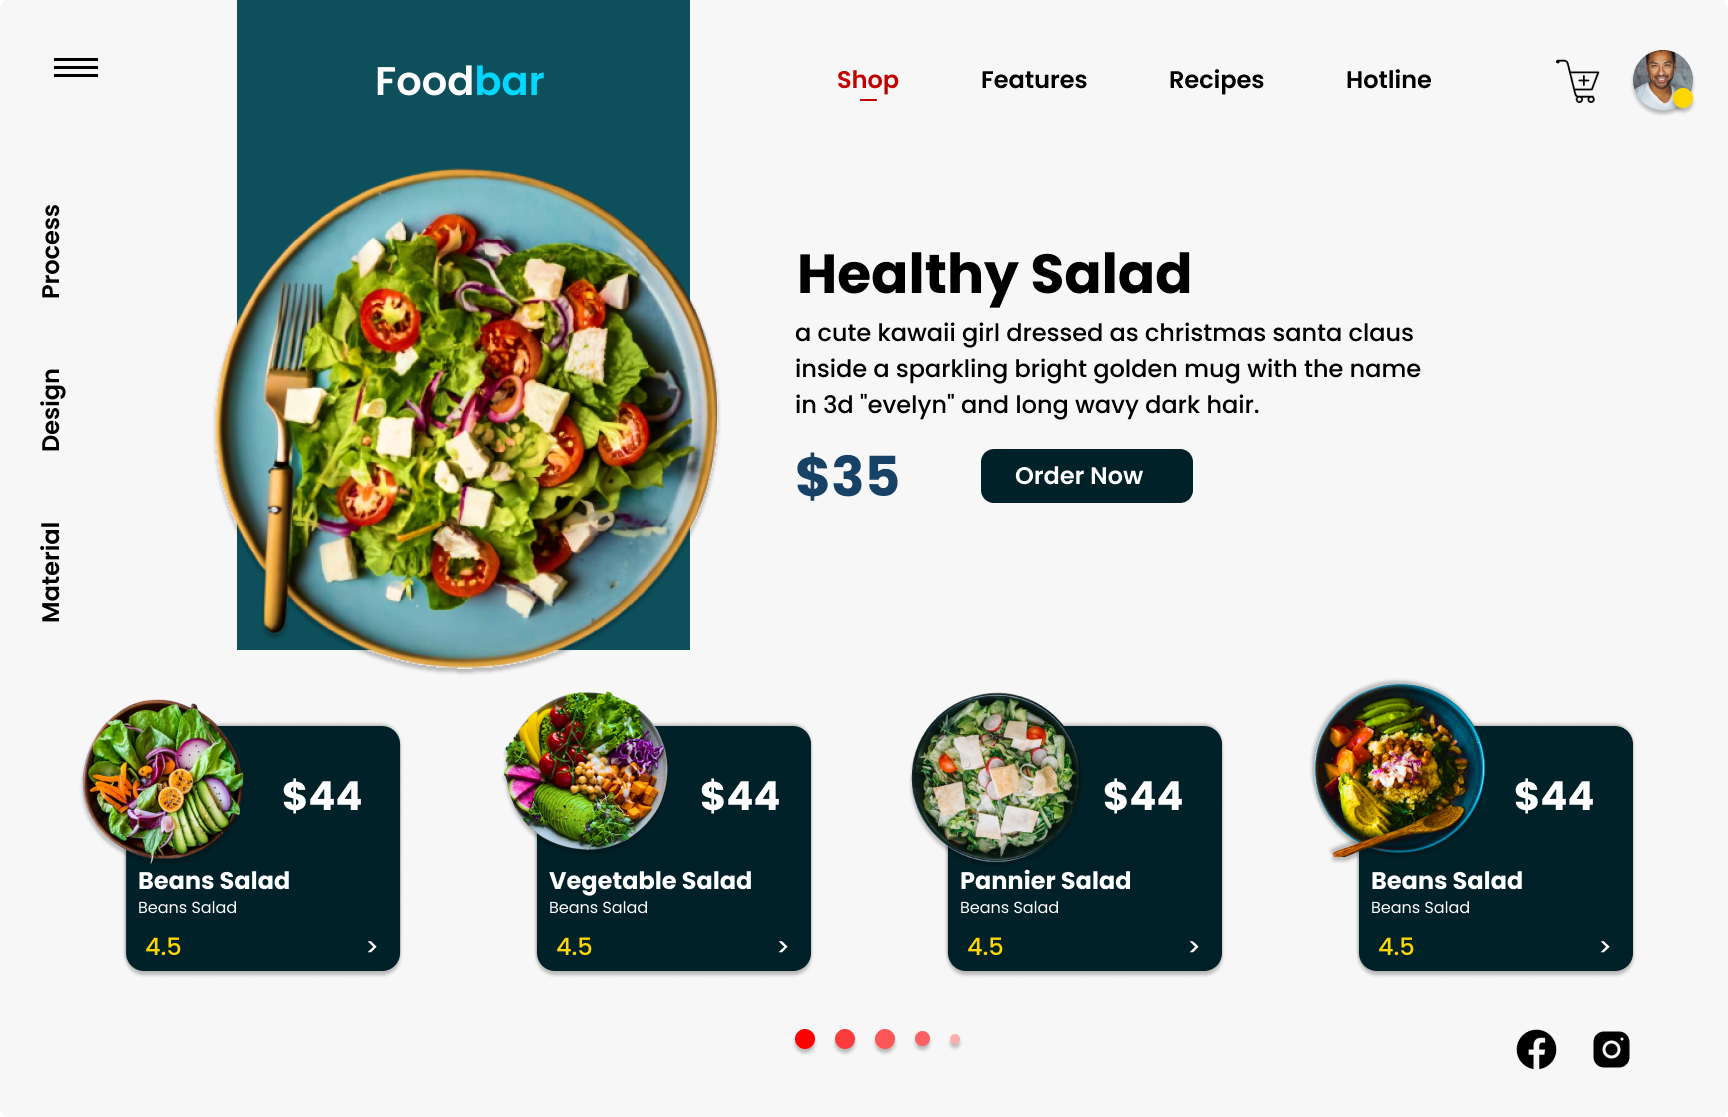 Foodbar
Shop
Features
Recipes
Hotline
Process
Design
Material
Healthy Salad
a cute kawaii girl dressed as christmas santa claus
inside a sparkling bright golden mug with the name
in 3d "evelyn" and long wavy dark hair.
$35
Order Now
$44
Beans Salad
Beans Salad
4.5
>
$44
Vegetable Salad
Beans Salad
4.5
>
$44
Pannier Salad
Beans Salad
4.5
>
$44
Beans Salad
Beans Salad
4.5
>